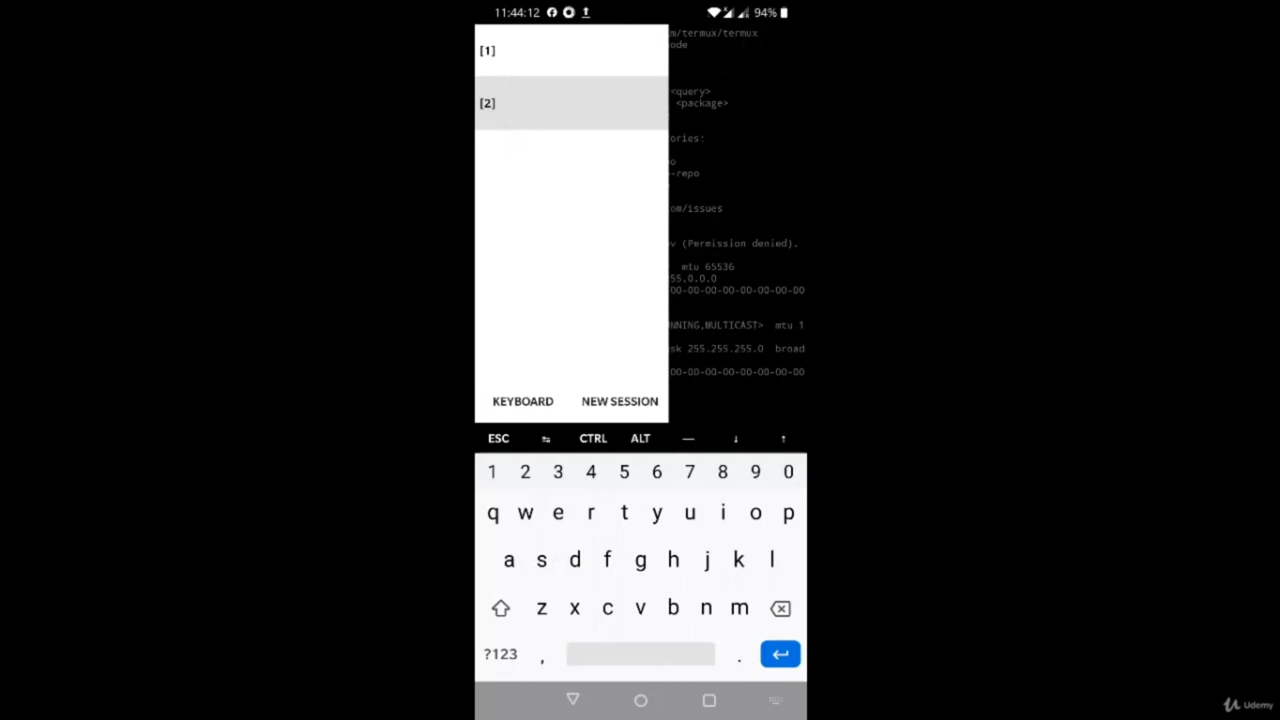 11:44:12
94%
[1]
[2]
m/termux/termux
ode
<query>
<package>
ories:
o
-repo
om/issues
v (Permission denied).
mtu 65536
55.0.0.0
00-00-00-00-00-00-00-00
NNING,MULTICAST> mtu 1
sk 255.255.255.0 broad
00-00-00-00-00-00-00-00
KEYBOARD NEW SESSION
ESC CTRL ALT — ↓ ↑
1 2 3 4 5 6 7 8 9 0
q w e r t y u i o p
a s d f g h j k l
z x c v b n m
?123 , .
Udemy